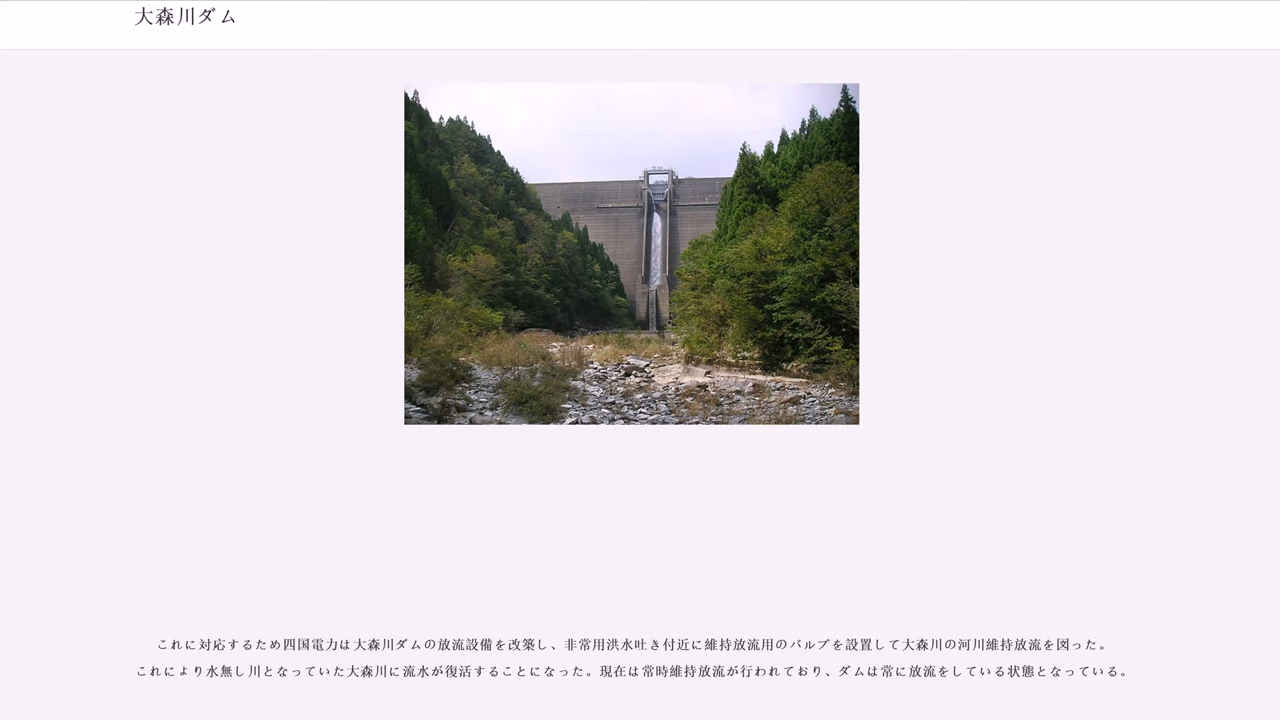 大森川ダム
これに対応するため四国電力は大森川ダムの放流設備を改築し、非常用洪水吐き付近に維持放流用のバルブを設置して大森川の河川維持放流を図った。
これにより水無し川となっていた大森川に流水が復活することになった。現在は常時維持放流が行われており、ダムは常に放流をしている状態となっている。